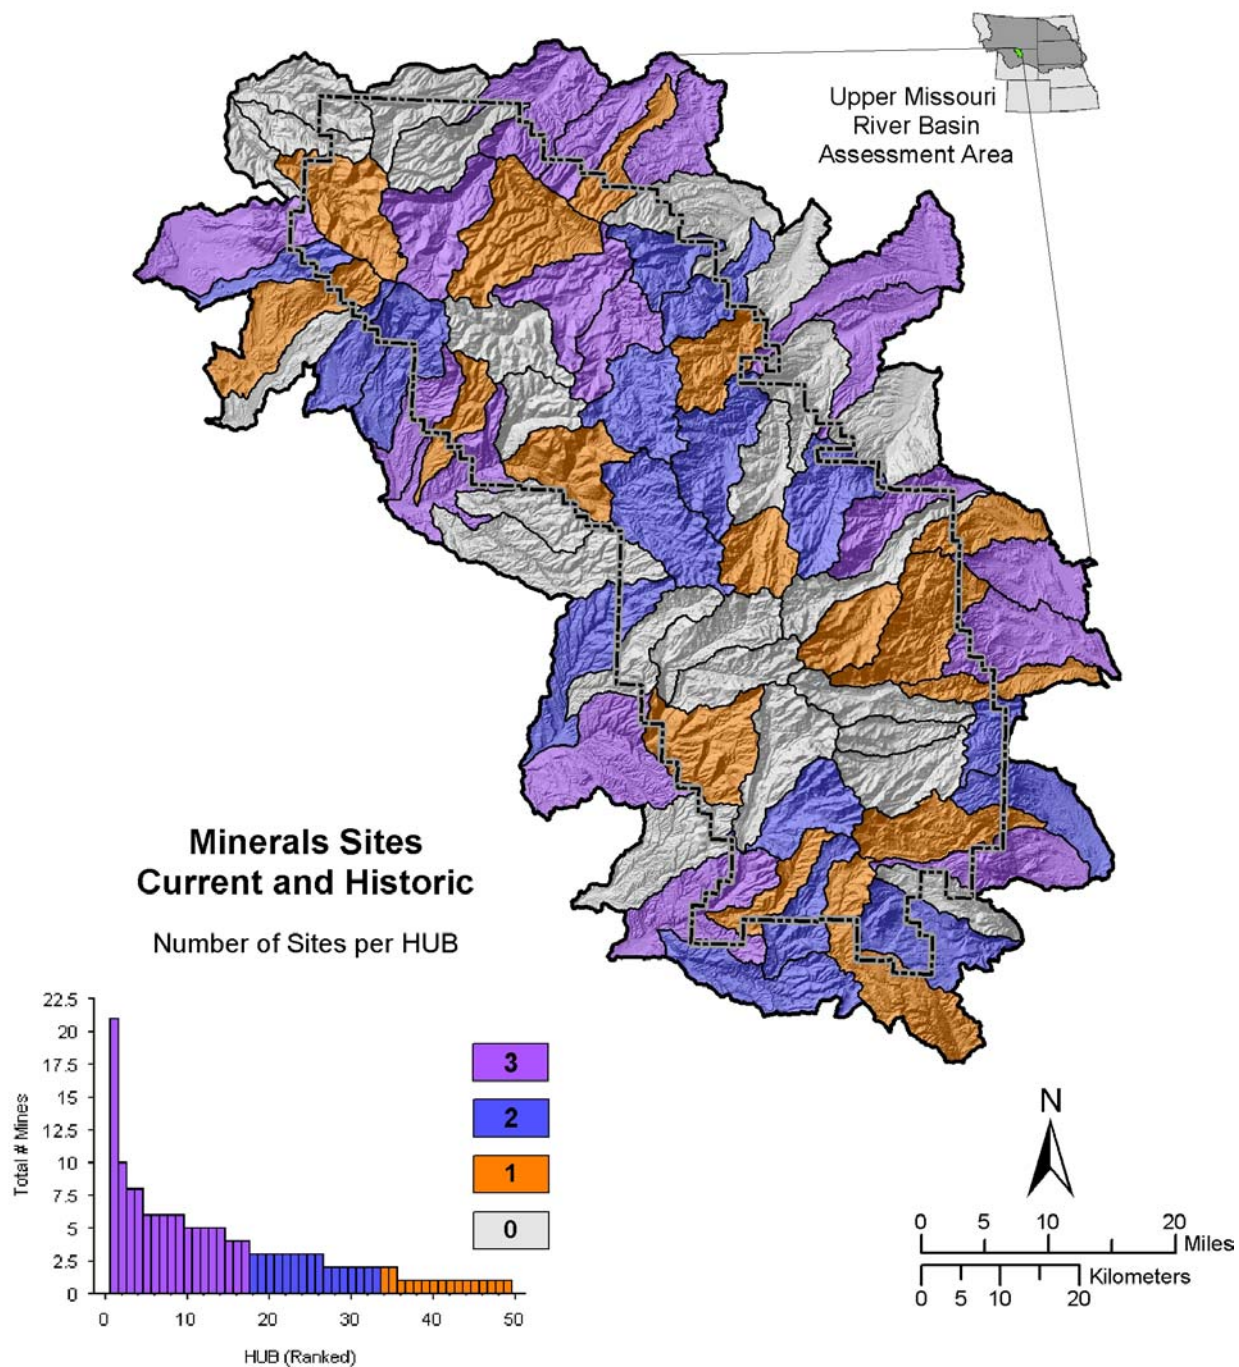 Upper Missouri
River Basin
Assessment Area
Minerals Sites
Current and Historic
Number of Sites per HUB
22.5
20
17.5
15
12.5
10
7.5
5
2.5
0
Total # Mines
0 10 20 30 40 50
HUB (Ranked)
3
2
1
0
N
0 5 10 20
Miles
Kilometers
0 5 10 20